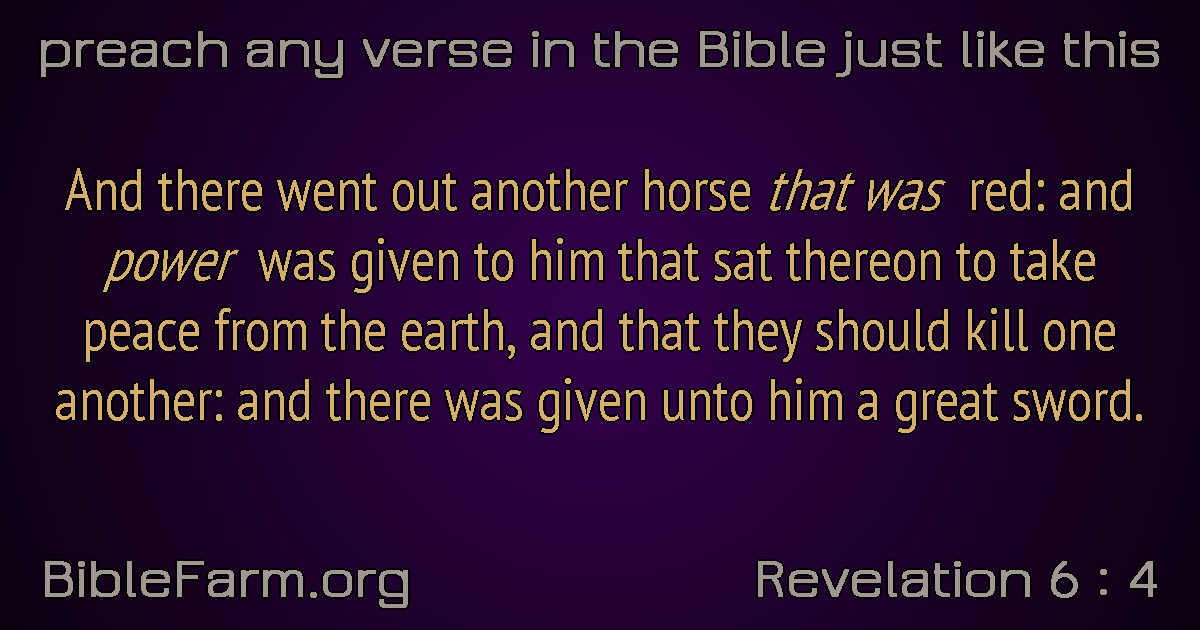 preach any verse in the Bible just like this
And there went out another horse that was red: and
power was given to him that sat thereon to take
peace from the earth, and that they should kill one
another: and there was given unto him a great sword.
BibleFarm.org
Revelation 6 : 4